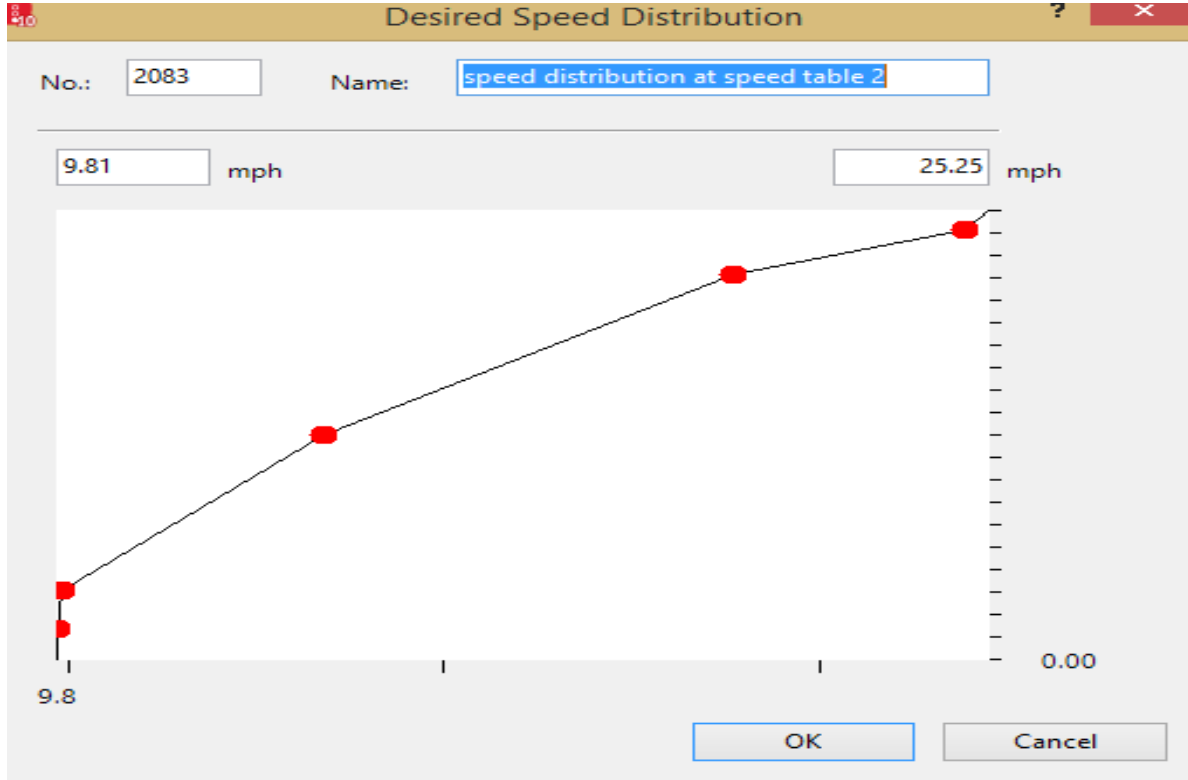 10
Desired Speed Distribution ?
No.: 2083 Name: speed distribution at speed table 2
9.81 mph 25.25 mph
0.00
9.8
OK Cancel